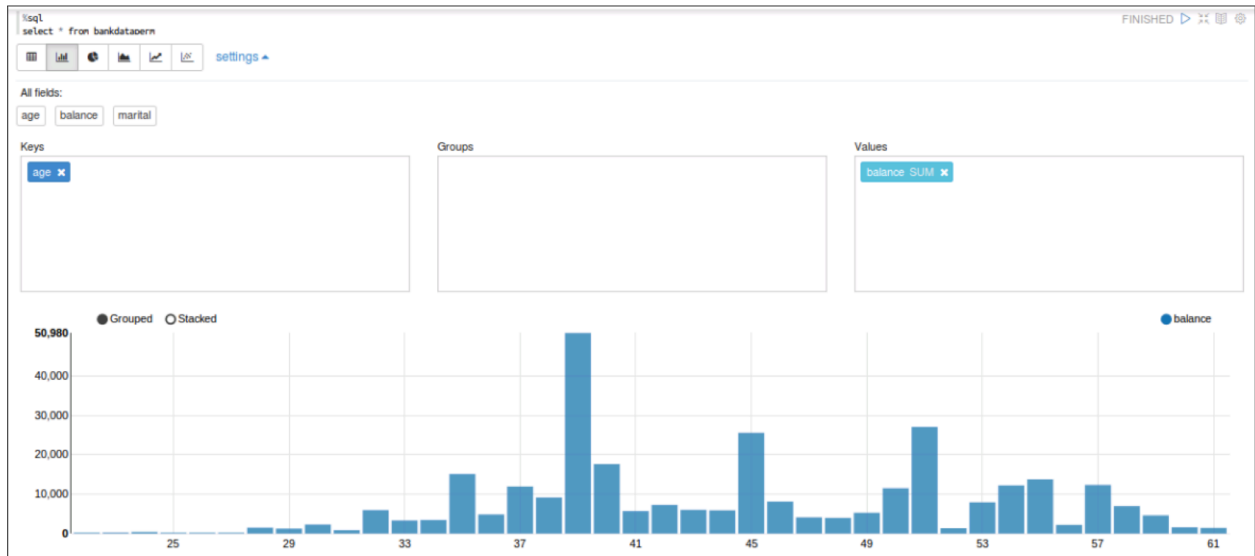 %sql
FINISHED
select * from bankdataperm
settings
All fields:
age balance marital
Keys Groups Values
age × balance SUM ×
Grouped Stacked balance
50,980
40,000
30,000
20,000
10,000
0
25 29 33 37 41 45 49 53 57 61